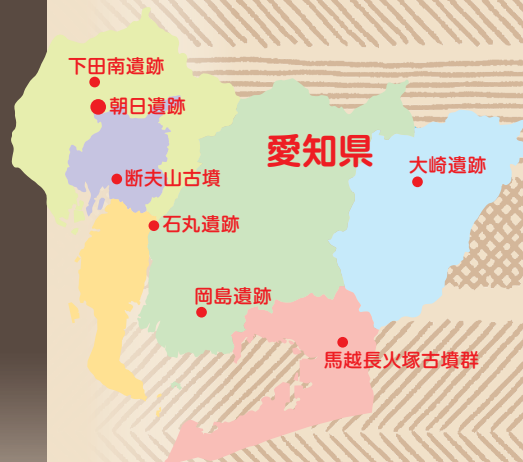 下田南遺跡
朝日遺跡
愛知県
大崎遺跡
断夫山古墳
石丸遺跡
岡島遺跡
馬越長火塚古墳群